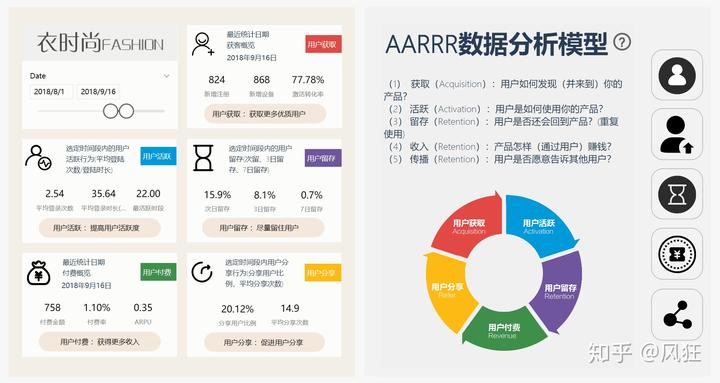 衣时尚FASHION
Date
2018/8/1
2018/9/16
最近统计日期
获客概览
2018年9月16日
用户获取
824
868
77.78%
新增注册
新增设备
激活转化率
用户获取：获取更多优质用户
选定时间段内的用户
活跃行为:平均登陆
次数/登陆时长)
用户活跃
2.54
35.64
22.00
平均登录次数
平均登录时长(...
最活跃时段
用户活跃：提高用户活跃度
选定时间段内的用户
留存(次留、3日留
存、7日留存)
用户留存
15.9%
8.1%
0.7%
次日留存
3日留存
7日留存
用户留存：尽量留住用户
最近统计日期
付费概览
2018年9月16日
用户付费
758
1.10%
0.35
付费金额
付费率
ARPU
用户付费：获得更多收入
选定时间段内用户分
享行为:分享用户比
例、平均分享次数)
用户分享
20.12%
14.9
分享用户比例
平均分享次数
用户分享：促进用户分享
AARRR数据分析模型
?
（1） 获取（Acquisition）：用户如何发现（并来到）你的
产品?
（2）活跃（Activation）：用户是如何使用你的产品?
（3）留存（Retention）：用户是否还会回到产品?(重复
使用)
（4）收入（Retention）：产品怎样（通过用户）赚钱?
（5）传播（Retention）：用户是否愿意告诉其他用户?
用户获取
Acquisition
用户活跃
Activation
用户留存
Retention
用户付费
Revenue
用户分享
Refer
知乎 @风狂